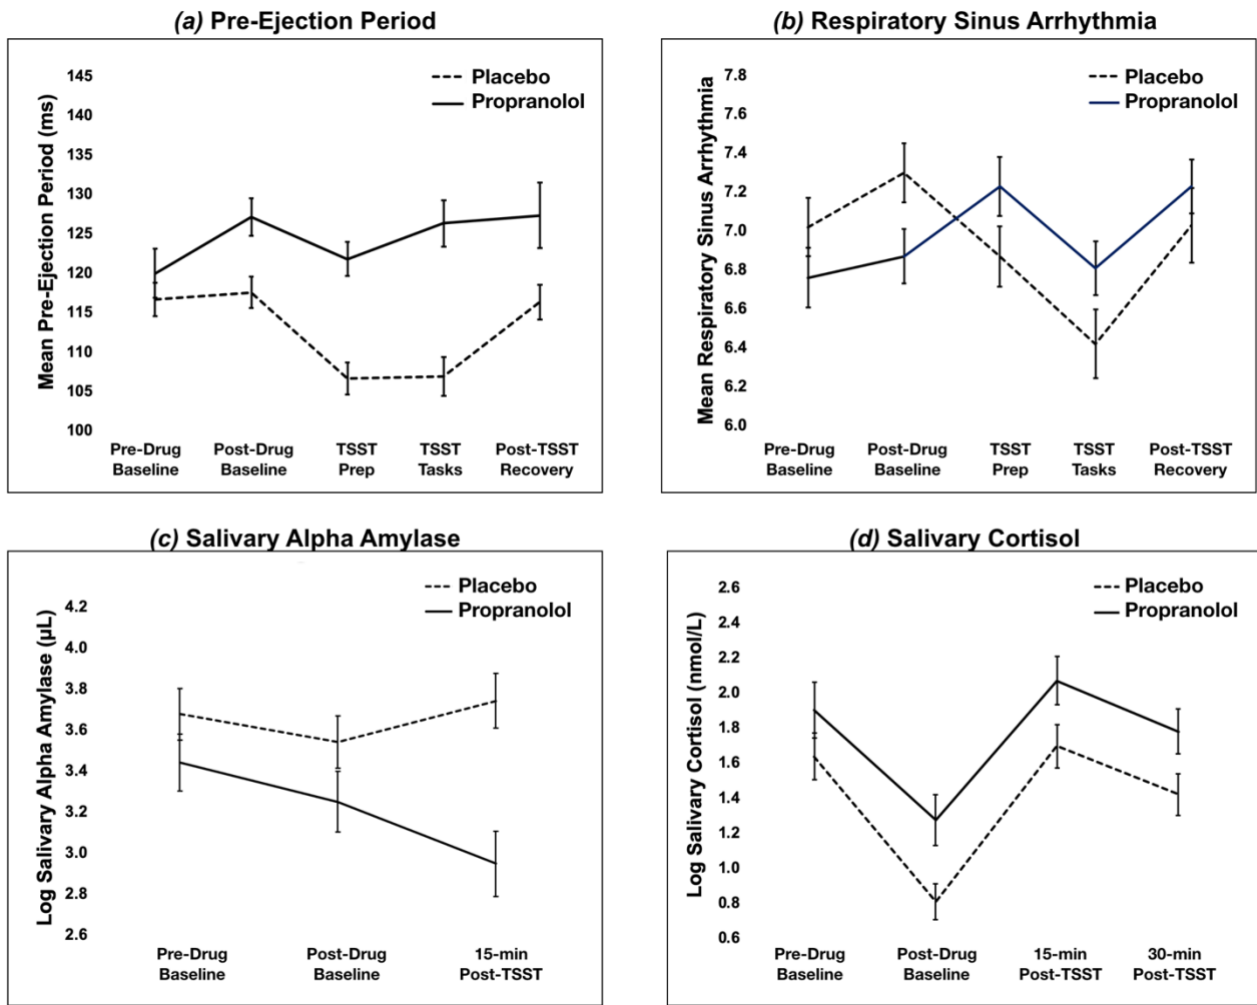 (a) Pre-Ejection Period
Mean Pre-Ejection Period (ms)
145
140
135
130
125
120
115
110
105
100
Placebo
Propranolol
Pre-Drug
Baseline
Post-Drug
Baseline
TSST
Prep
TSST
Tasks
Post-TSST
Recovery
(b) Respiratory Sinus Arrhythmia
Mean Respiratory Sinus Arrhythmia
7.8
7.6
7.4
7.2
7.0
6.8
6.6
6.4
6.2
6.0
Placebo
Propranolol
Pre-Drug
Baseline
Post-Drug
Baseline
TSST
Prep
TSST
Tasks
Post-TSST
Recovery
(c) Salivary Alpha Amylase
Log Salivary Alpha Amylase (µL)
4.2
4.0
3.8
3.6
3.4
3.2
3.0
2.8
2.6
Placebo
Propranolol
Pre-Drug
Baseline
Post-Drug
Baseline
15-min
Post-TSST
(d) Salivary Cortisol
Log Salivary Cortisol (nmol/L)
2.6
2.4
2.2
2.0
1.8
1.6
1.4
1.2
1.0
0.8
0.6
Placebo
Propranolol
Pre-Drug
Baseline
Post-Drug
Baseline
15-min
Post-TSST
30-min
Post-TSST